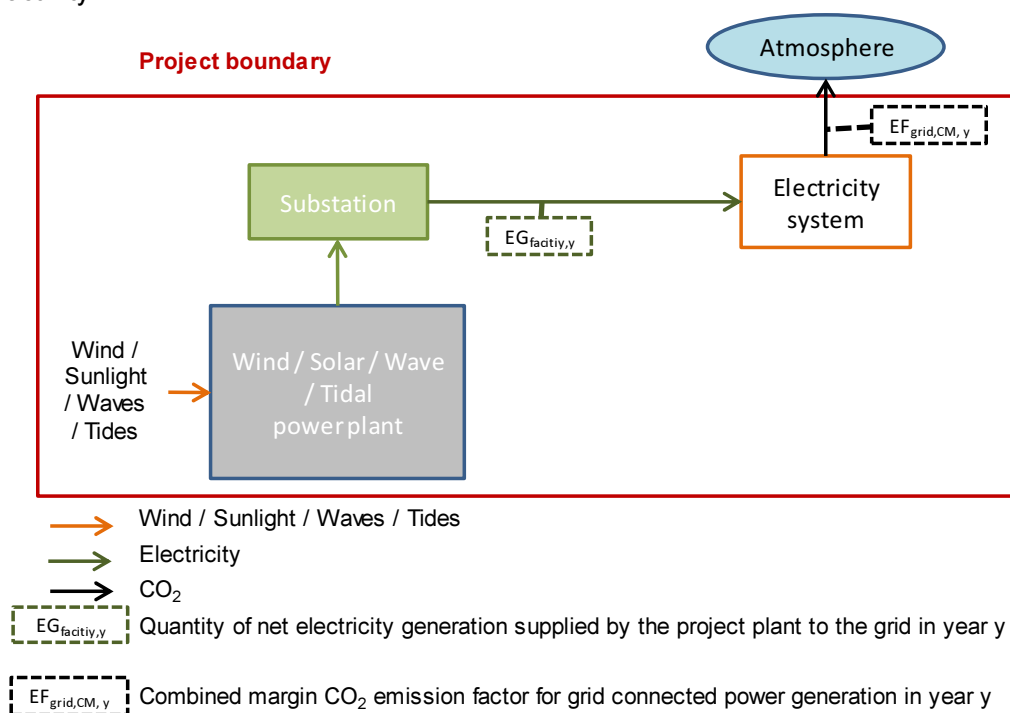 Atmosphere
Project boundary
EFgrid,CM, y
Substation
Electricity
system
EGfacitiy,y
Wind /
Sunlight
/ Waves
/ Tides
Wind / Solar / Wave
/ Tidal
power plant
Wind / Sunlight / Waves / Tides
Electricity
CO2
EGfacitiy,y Quantity of net electricity generation supplied by the project plant to the grid in year y
EFgrid,CM, y Combined margin CO2 emission factor for grid connected power generation in year y